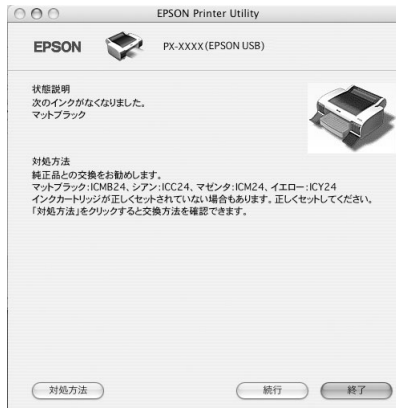 EPSON Printer Utility
EPSON
PX-XXXX(EPSON USB)
状態説明
次のインクがなくなりました。
マットブラック
対処方法
純正品との交換をお勧めします。
マットブラック:ICMB24、シアン:ICC24、マゼンタ:ICM24、イエロー:ICY24
インクカートリッジが正しくセットされていない場合もあります。正しくセットしてください。
「対処方法」をクリックすると交換方法を確認できます。
対処方法
続行
終了